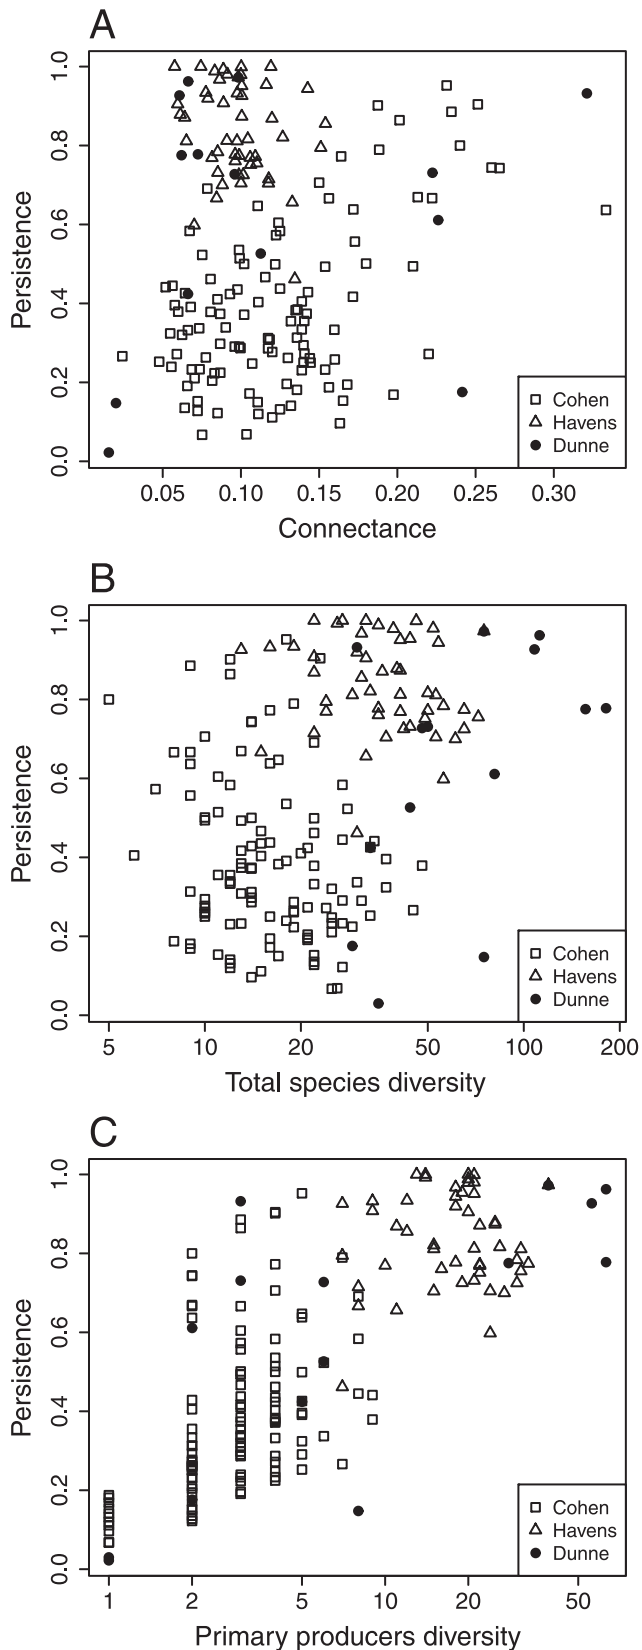 A
Persistence
0.0 0.2 0.4 0.6 0.8 1.0
Cohen
Havens
Dunne
0.05 0.10 0.15 0.20 0.25 0.30
Connectance
B
Persistence
0.0 0.2 0.4 0.6 0.8 1.0
Cohen
Havens
Dunne
5 10 20 50 100 200
Total species diversity
C
Persistence
0.0 0.2 0.4 0.6 0.8 1.0
Cohen
Havens
Dunne
1 2 5 10 20 50
Primary producers diversity